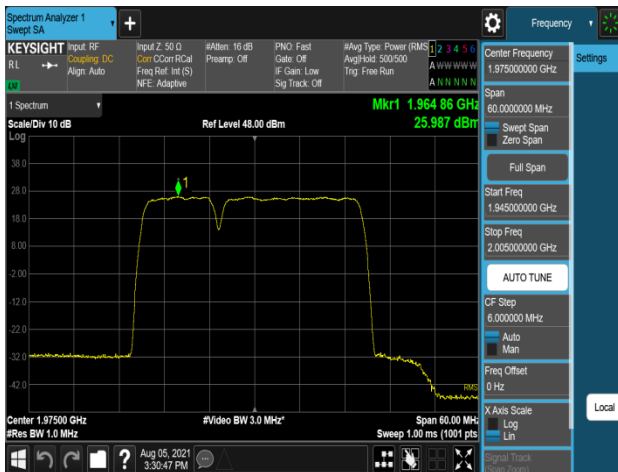 Spectrum Analyzer 1
Swept SA
Frequency
KEYSIGHT
Input: RF
Coupling: DC
Align: Auto
Input Z: 50 Ω
Corr CCorr RCal
Freq Ref: Int (S)
NFE: Adaptive
#Atten: 16 dB
Preamp: Off
PNO: Fast
Gate: Off
IF Gain: Low
Sig Track: Off
#Avg Type: Power (RMS
Avg|Hold: 500/500
Trig: Free Run
1 2 3 4 5 6
A W W W W W
A N N N N N
R L
LXI
1 Spectrum
Scale/Div 10 dB
Ref Level 48.00 dBm
Mkr1 1.964 86 GHz
25.987 dBm
Log
38.0
28.0
18.0
8.00
-2.00
-12.0
-22.0
-32.0
-42.0
1
RMS
Center 1.97500 GHz
#Res BW 1.0 MHz
#Video BW 3.0 MHz*
Span 60.00 MHz
Sweep 1.00 ms (1001 pts)
Aug 05, 2021
3:30:47 PM
Center Frequency
1.975000000 GHz
Span
60.0000000 MHz
Swept Span
Zero Span
Full Span
Start Freq
1.945000000 GHz
Stop Freq
2.005000000 GHz
AUTO TUNE
CF Step
6.000000 MHz
Auto
Man
Freq Offset
0 Hz
X Axis Scale
Log
Lin
Signal Track
(Span Zoom)
Settings
Local